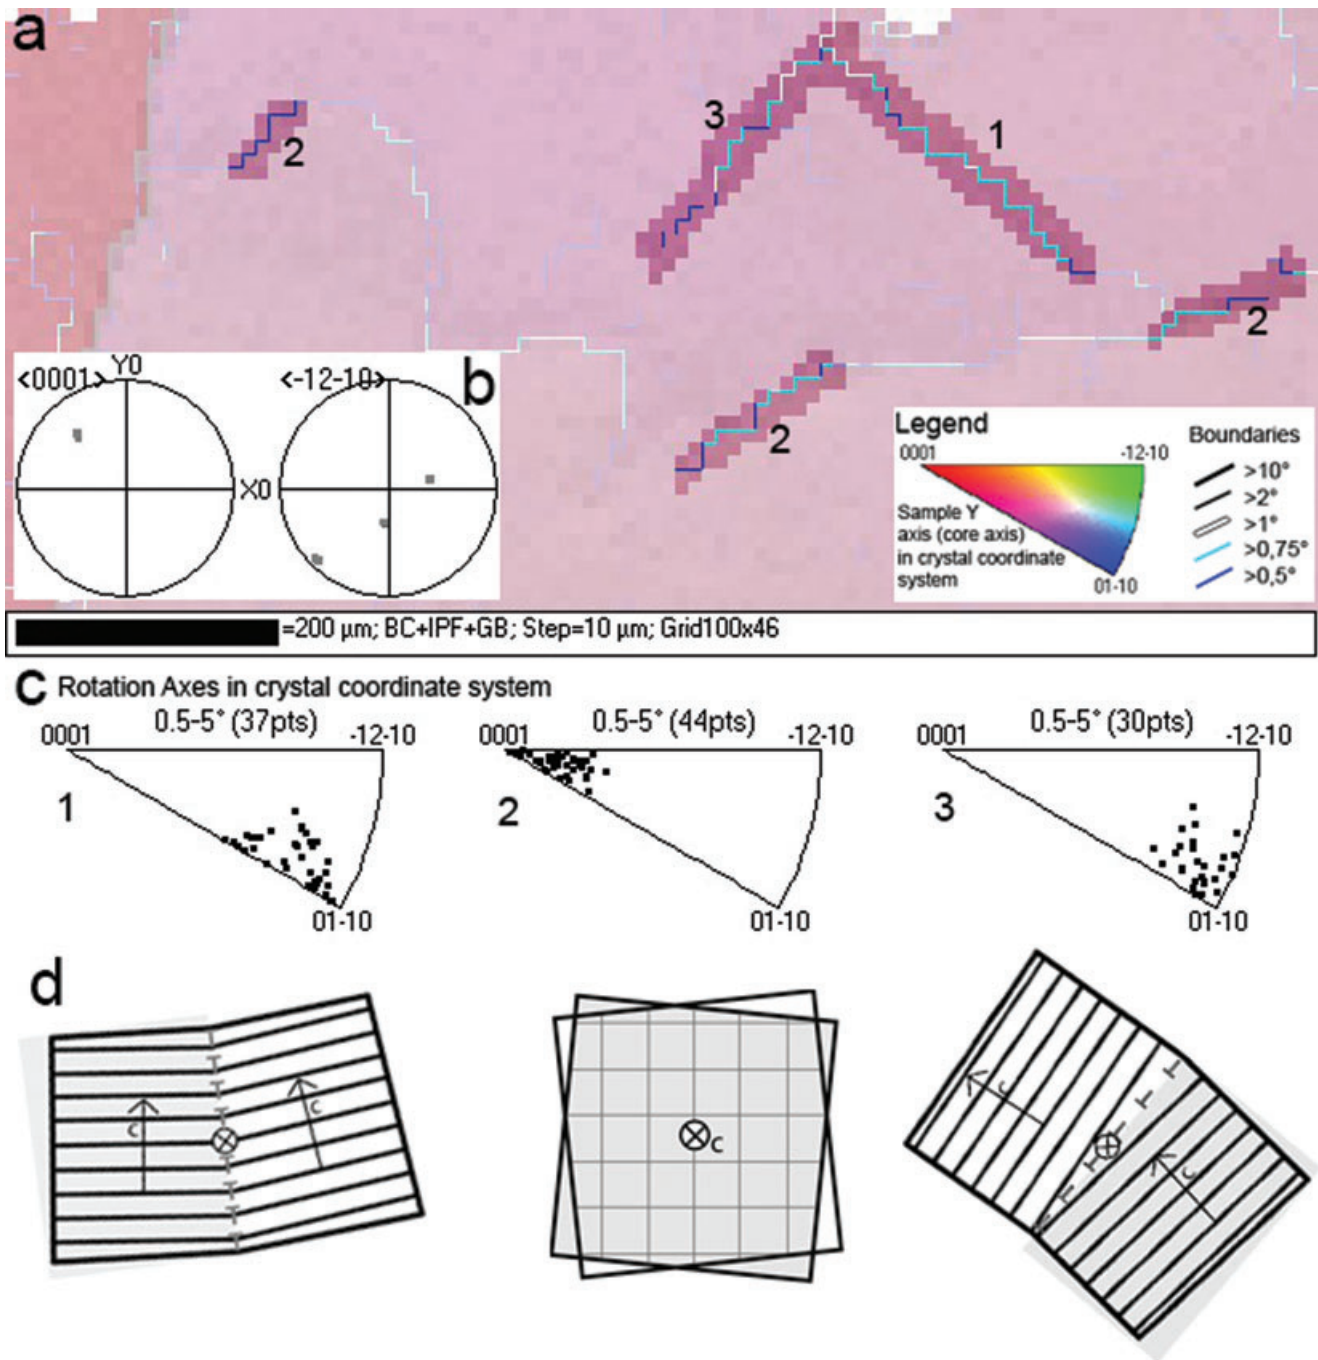 a
3
1
2
2
2
b
Y0
<0001>
<-12-10>
X0
Legend
0001
-12-10
Sample Y
axis (core axis)
in crystal coordinate
system
01-10
Boundaries
>10°
>2°
>1°
>0,75°
>0,5°
=200 µm; BC+IPF+GB; Step=10 µm; Grid100x46
c Rotation Axes in crystal coordinate system
0001 0.5-5° (37pts) -12-10
1
01-10
0001 0.5-5° (44pts) -12-10
2
01-10
0001 0.5-5° (30pts) -12-10
3
01-10
d
c
c
c
c
c